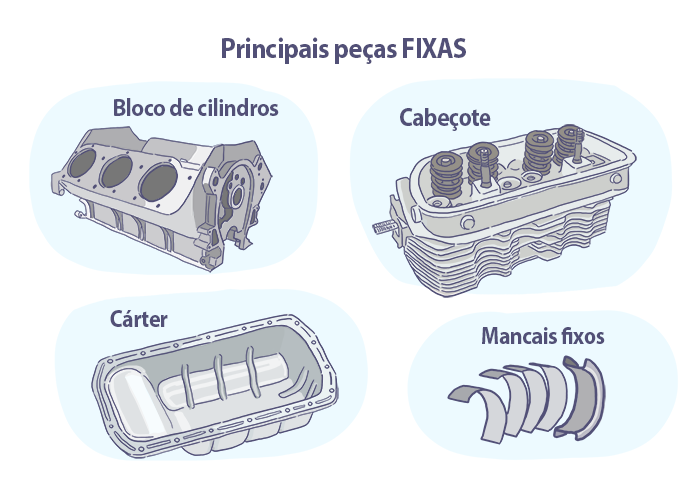 Principais peças FIXAS
Bloco de cilindros
Cabeçote
Cárter
Mancais fixos